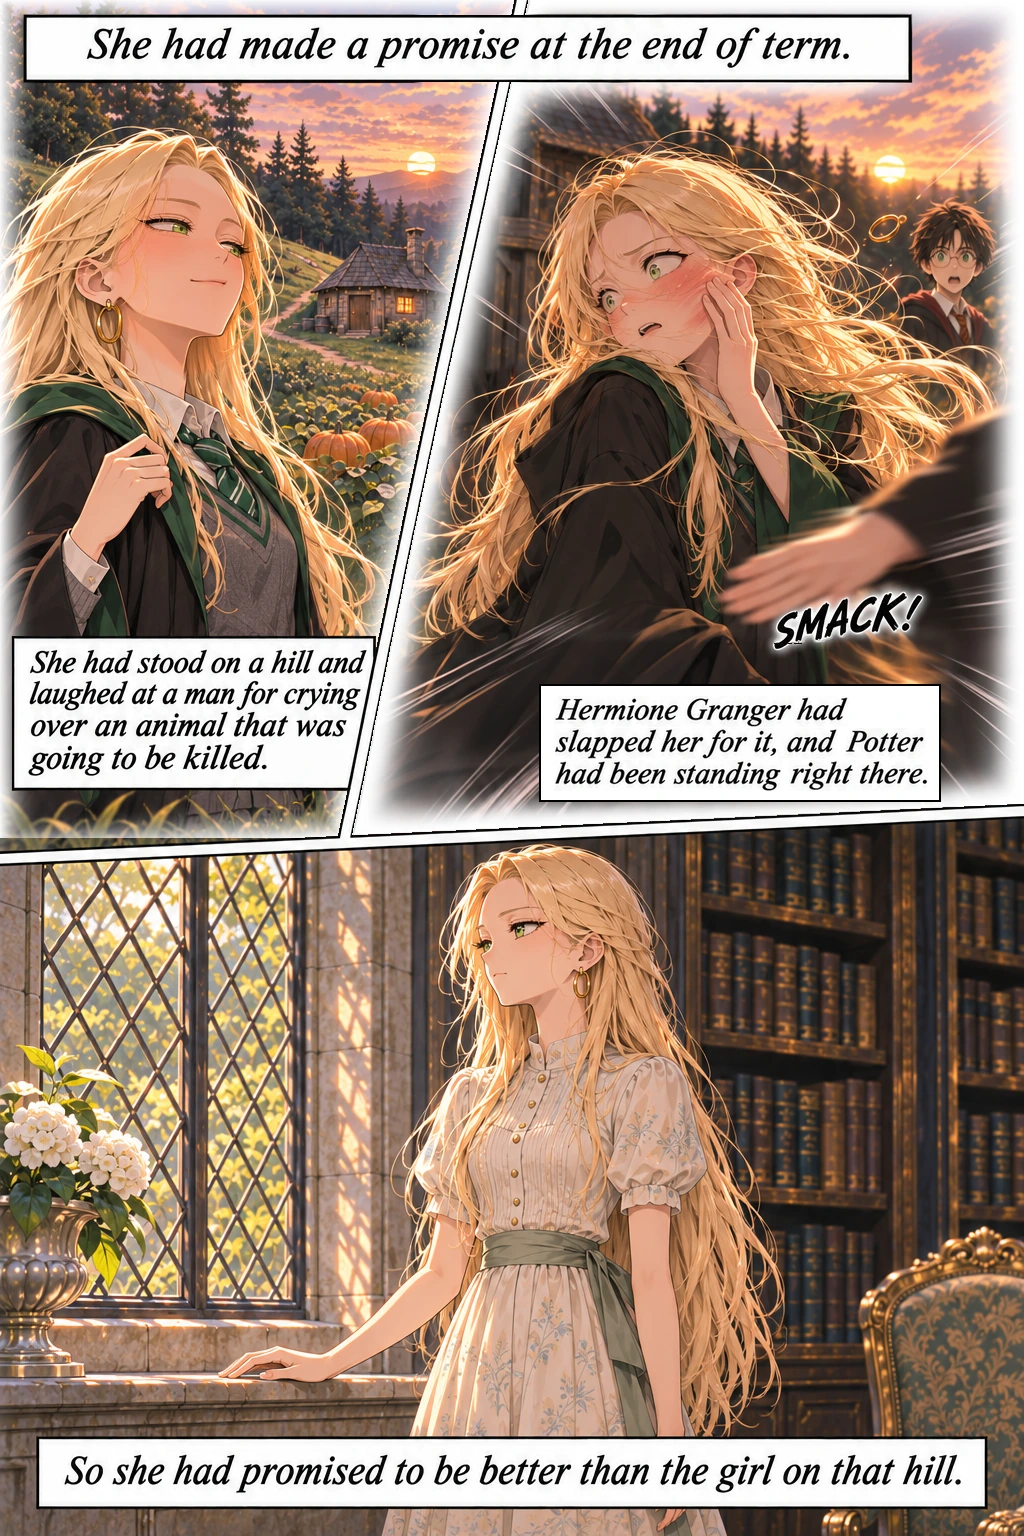 She had made a promise at the end of term.
She had stood on a hill and
laughed at a man for crying
over an animal that was
going to be killed.
SMACK!
Hermione Granger had
slapped her for it, and Potter
had been standing right there.
So she had promised to be better than the girl on that hill.